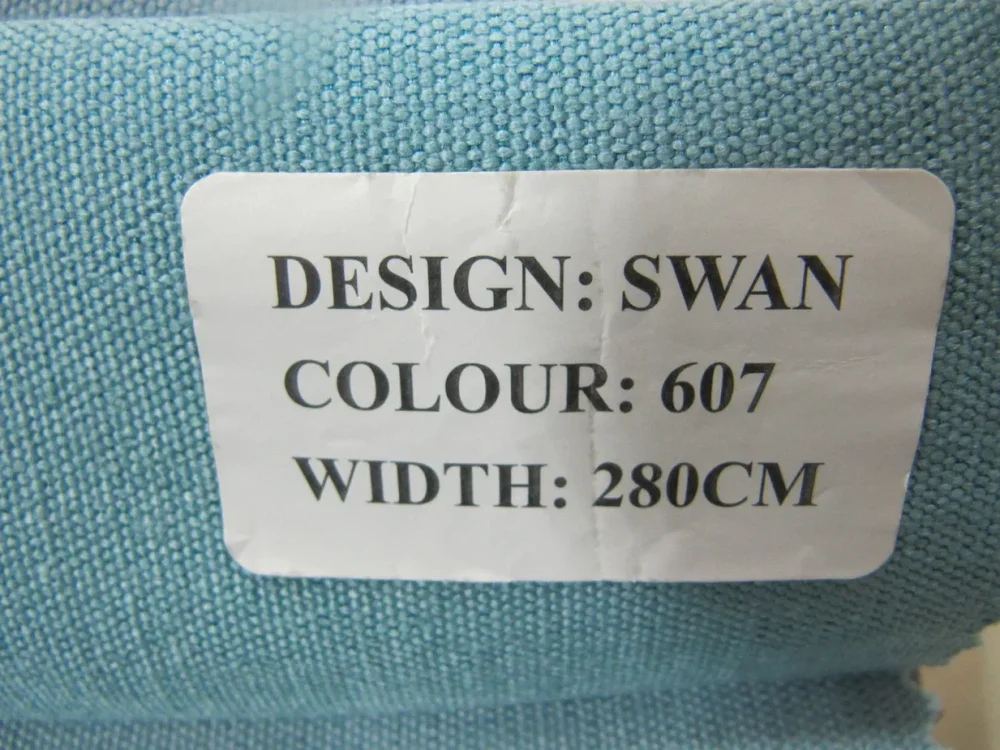 DESIGN: SWAN
COLOUR: 607
WIDTH: 280CM